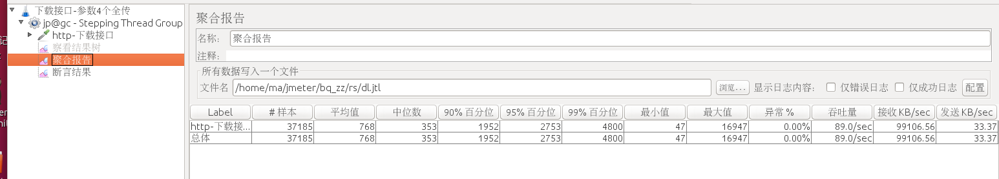 下载接口-参数4个全传
jp@gc - Stepping Thread Group
http-下载接口
察看结果树
聚合报告
断言结果
聚合报告
名称: 聚合报告
注释:
所有数据写入一个文件
文件名 /home/ma/jmeter/bq_zz/rs/dl.jtl 浏览... 显示日志内容: 仅错误日志 仅成功日志 配置
Label # 样本 平均值 中位数 90% 百分位 95% 百分位 99% 百分位 最小值 最大值 异常 % 吞吐量 接收 KB/sec 发送 KB/sec
http-下载接... 37185 768 353 1952 2753 4800 47 16947 0.00% 89.0/sec 99106.56 33.37
总体 37185 768 353 1952 2753 4800 47 16947 0.00% 89.0/sec 99106.56 33.37